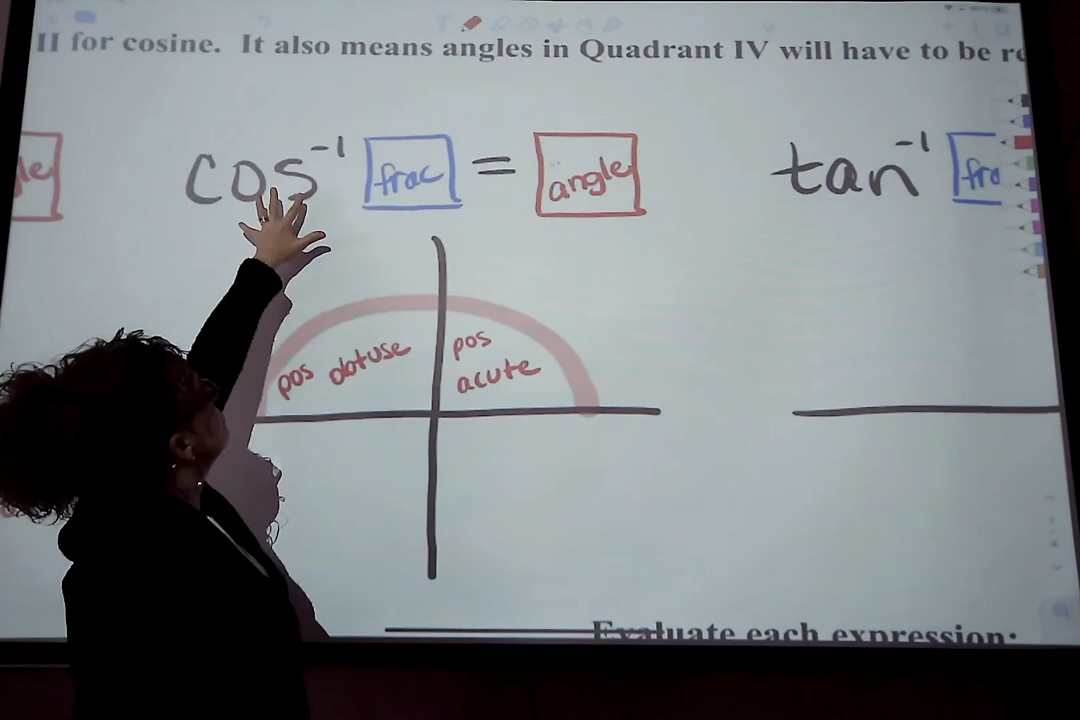 II for cosine. It also means angles in Quadrant IV will have to be
cos⁻¹ frac = angle
tan⁻¹
pos obtuse
pos acute
Evaluate each expression: